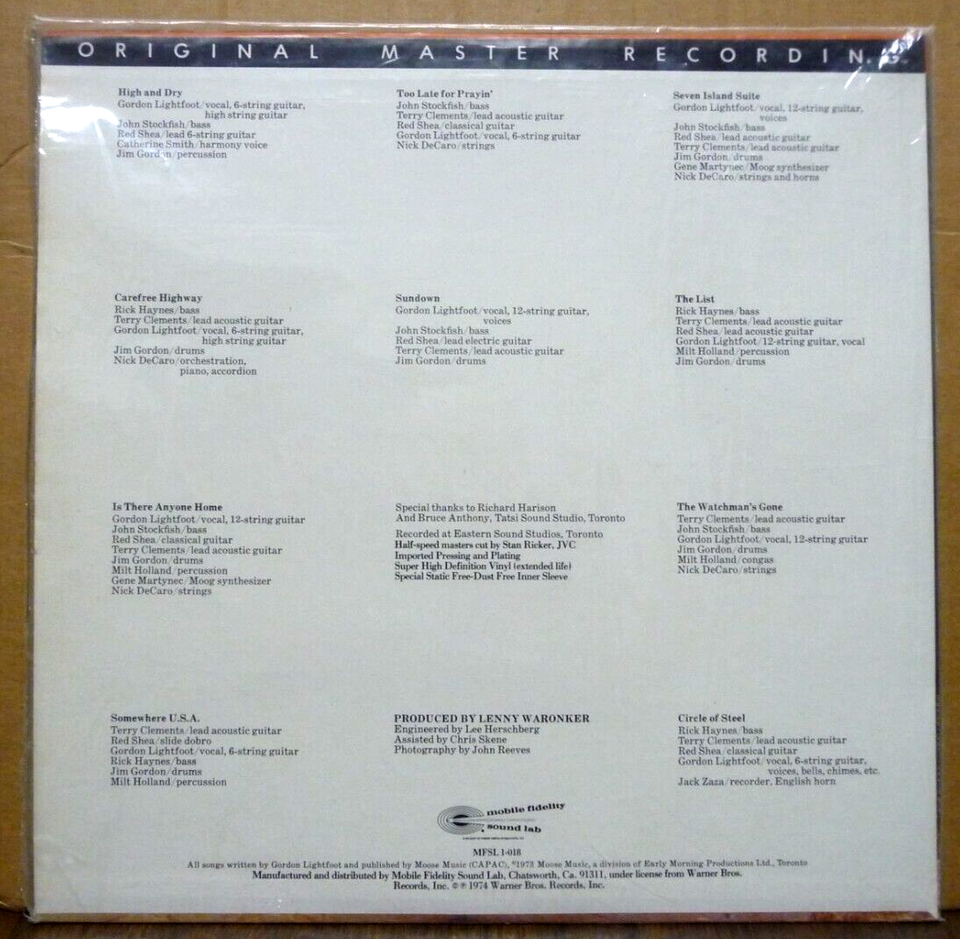 ORIGINAL MASTER RECORDING
High and Dry
Gordon Lightfoot/vocal, 6-string guitar,
high string guitar
John Stockfish/bass
Red Shea/lead 6-string guitar
Catherine Smith/harmony voice
Jim Gordon/percussion
Too Late for Prayin'
John Stockfish/bass
Terry Clements/lead acoustic guitar
Red Shea/classical guitar
Gordon Lightfoot/vocal, 6-string guitar
Nick DeCaro/strings
Seven Island Suite
Gordon Lightfoot/vocal, 12-string guitar,
voices
John Stockfish/bass
Red Shea/lead acoustic guitar
Terry Clements/lead acoustic guitar
Jim Gordon/drums
Gene Martynec/Moog synthesizer
Nick DeCaro/strings and horns
Carefree Highway
Rick Haynes/bass
Terry Clements/lead acoustic guitar
Gordon Lightfoot/vocal, 6-string guitar,
high string guitar
Jim Gordon/drums
Nick DeCaro/orchestration,
piano, accordion
Sundown
Gordon Lightfoot/vocal, 12-string guitar,
voices
John Stockfish/bass
Red Shea/lead electric guitar
Terry Clements/lead acoustic guitar
Jim Gordon/drums
The List
Rick Haynes/bass
Terry Clements/lead acoustic guitar
Red Shea/lead acoustic guitar
Gordon Lightfoot/12-string guitar, vocal
Milt Holland/percussion
Jim Gordon/drums
Is There Anyone Home
Gordon Lightfoot/vocal, 12-string guitar
John Stockfish/bass
Red Shea/classical guitar
Terry Clements/lead acoustic guitar
Jim Gordon/drums
Milt Holland/percussion
Gene Martynec/Moog synthesizer
Nick DeCaro/strings
Special thanks to Richard Harison
And Bruce Anthony, Tatsi Sound Studio, Toronto
Recorded at Eastern Sound Studios, Toronto
Half-speed masters cut by Stan Ricker, JVC
Imported Pressing and Plating
Super High Definition Vinyl (extended life)
Special Static Free-Dust Free Inner Sleeve
The Watchman's Gone
Terry Clements/lead acoustic guitar
John Stockfish/bass
Gordon Lightfoot/vocal, 12-string guitar
Jim Gordon/drums
Milt Holland/congas
Nick DeCaro/strings
Somewhere U.S.A.
Terry Clements/lead acoustic guitar
Red Shea/slide dobro
Gordon Lightfoot/vocal, 6-string guitar
Rick Haynes/bass
Jim Gordon/drums
Milt Holland/percussion
PRODUCED BY LENNY WARONKER
Engineered by Lee Herschberg
Assisted by Chris Skene
Photography by John Reeves
Circle of Steel
Rick Haynes/bass
Terry Clements/lead acoustic guitar
Red Shea/classical guitar
Gordon Lightfoot/vocal, 6-string guitar,
voices, bells, chimes, etc.
Jack Zaza/recorder, English horn
mobile fidelity
sound lab
MFSL 1-018
All songs written by Gordon Lightfoot and published by Moose Music (CAPAC), ©1973 Moose Music, a division of Early Morning Productions Ltd., Toronto
Manufactured and distributed by Mobile Fidelity Sound Lab, Chatsworth, Ca. 91311, under license from Warner Bros.
Records, Inc. © ℗ 1974 Warner Bros. Records, Inc.